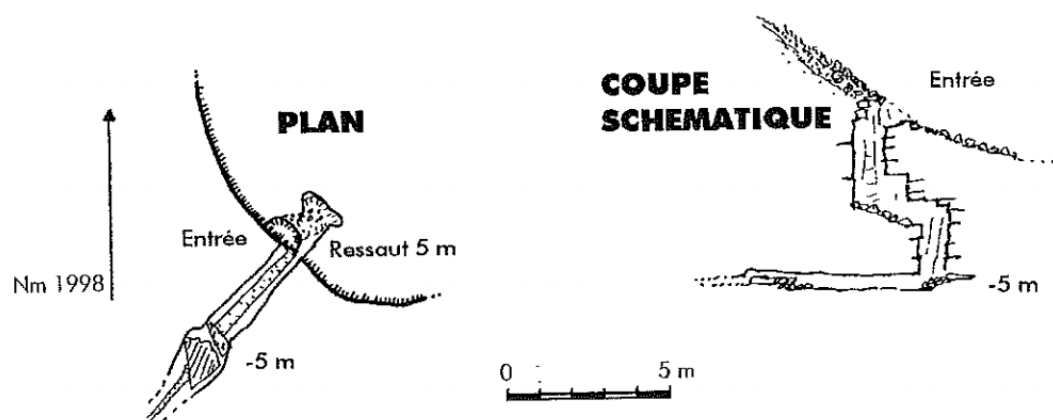 PLAN
Entrée
Ressaut 5 m
Nm 1998
-5 m
COUPE
SCHEMATIQUE
Entrée
-5 m
0 5 m